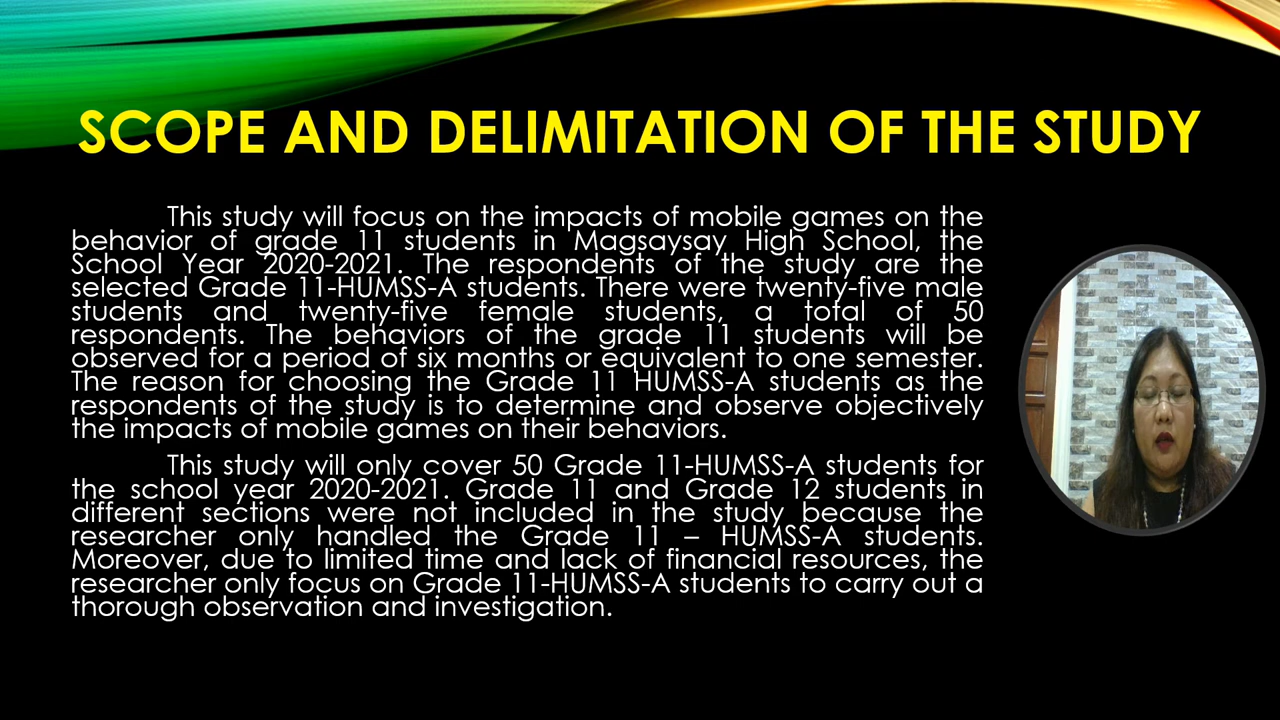 SCOPE AND DELIMITATION OF THE STUDY
This study will focus on the impacts of mobile games on the
behavior of grade 11 students in Magsaysay High School, the
School Year 2020-2021. The respondents of the study are the
selected Grade 11-HUMSS-A students. There were twenty-five male
students and twenty-five female students, a total of 50
respondents. The behaviors of the grade 11 students will be
observed for a period of six months or equivalent to one semester.
The reason for choosing the Grade 11 HUMSS-A students as the
respondents of the study is to determine and observe objectively
the impacts of mobile games on their behaviors.
This study will only cover 50 Grade 11-HUMSS-A students for
the school year 2020-2021. Grade 11 and Grade 12 students in
different sections were not included in the study because the
researcher only handled the Grade 11 – HUMSS-A students.
Moreover, due to limited time and lack of financial resources, the
researcher only focus on Grade 11-HUMSS-A students to carry out a
thorough observation and investigation.